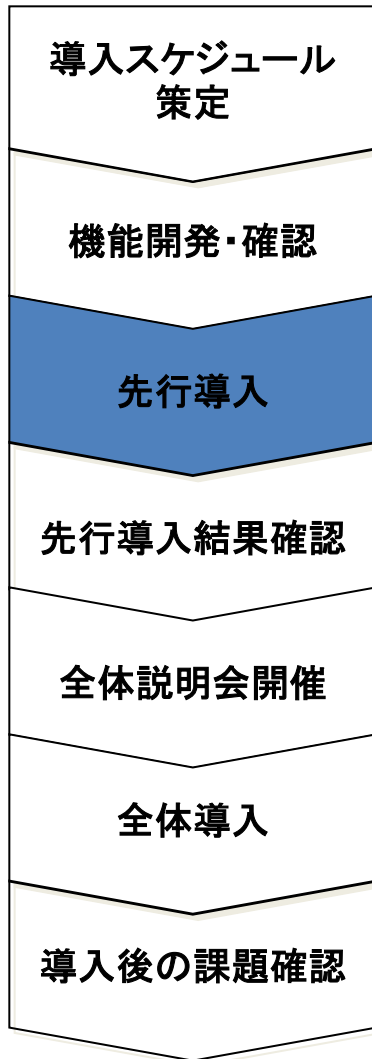 導入スケジュール
策定
機能開発・確認
先行導入
先行導入結果確認
全体説明会開催
全体導入
導入後の課題確認